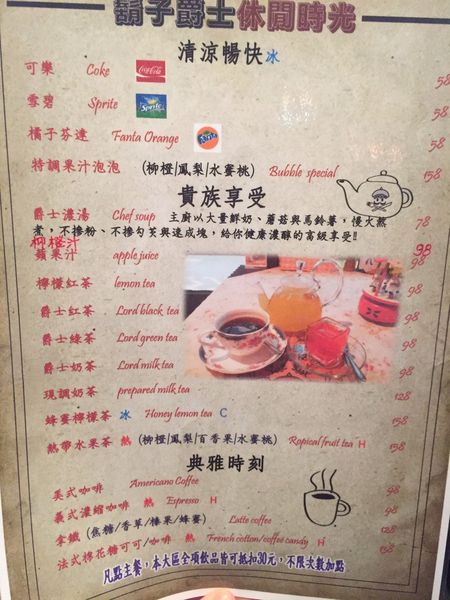 鬍子爵士休閒時光
清涼暢快冰
可樂 Coke Coca-Cola 58
雪碧 Sprite Sprite 58
橘子芬達 Fanta Orange Fanta 58
特調果汁泡泡 (柳橙/鳳梨/水蜜桃) Bubble special 158
貴族享受
爵士濃湯 Chef soup 主廚以大量鮮奶、蘑菇與馬鈴薯,慢火熬 78
煮,不摻粉、不摻勾芡與速成塊,給你健康濃醇的高級享受!!
柳橙汁 98
蘋果汁 apple juice 98
檸檬紅茶 lemon tea 98
爵士紅茶 Lord black tea 98
爵士綠茶 Lord green tea 98
爵士奶茶 Lord milk tea 98
現調奶茶 prepared milk tea 128
蜂蜜檸檬茶 冰 Honey lemon tea C 158
熱帶水果茶 熱 (柳橙/鳳梨/百香果/水蜜桃) Ropical fruit tea H 158
典雅時刻
美式咖啡 Americano Coffee 98
義式濃縮咖啡 熱 Espresso H 98
拿鐵 (焦糖/香草/榛果/蜂蜜) Latte coffee 158
法式棉花糖可可/咖啡 熱 French cotton/coffee candy H 158
凡點主餐,本大區全項飲品皆可抵扣30元,不限次數加點